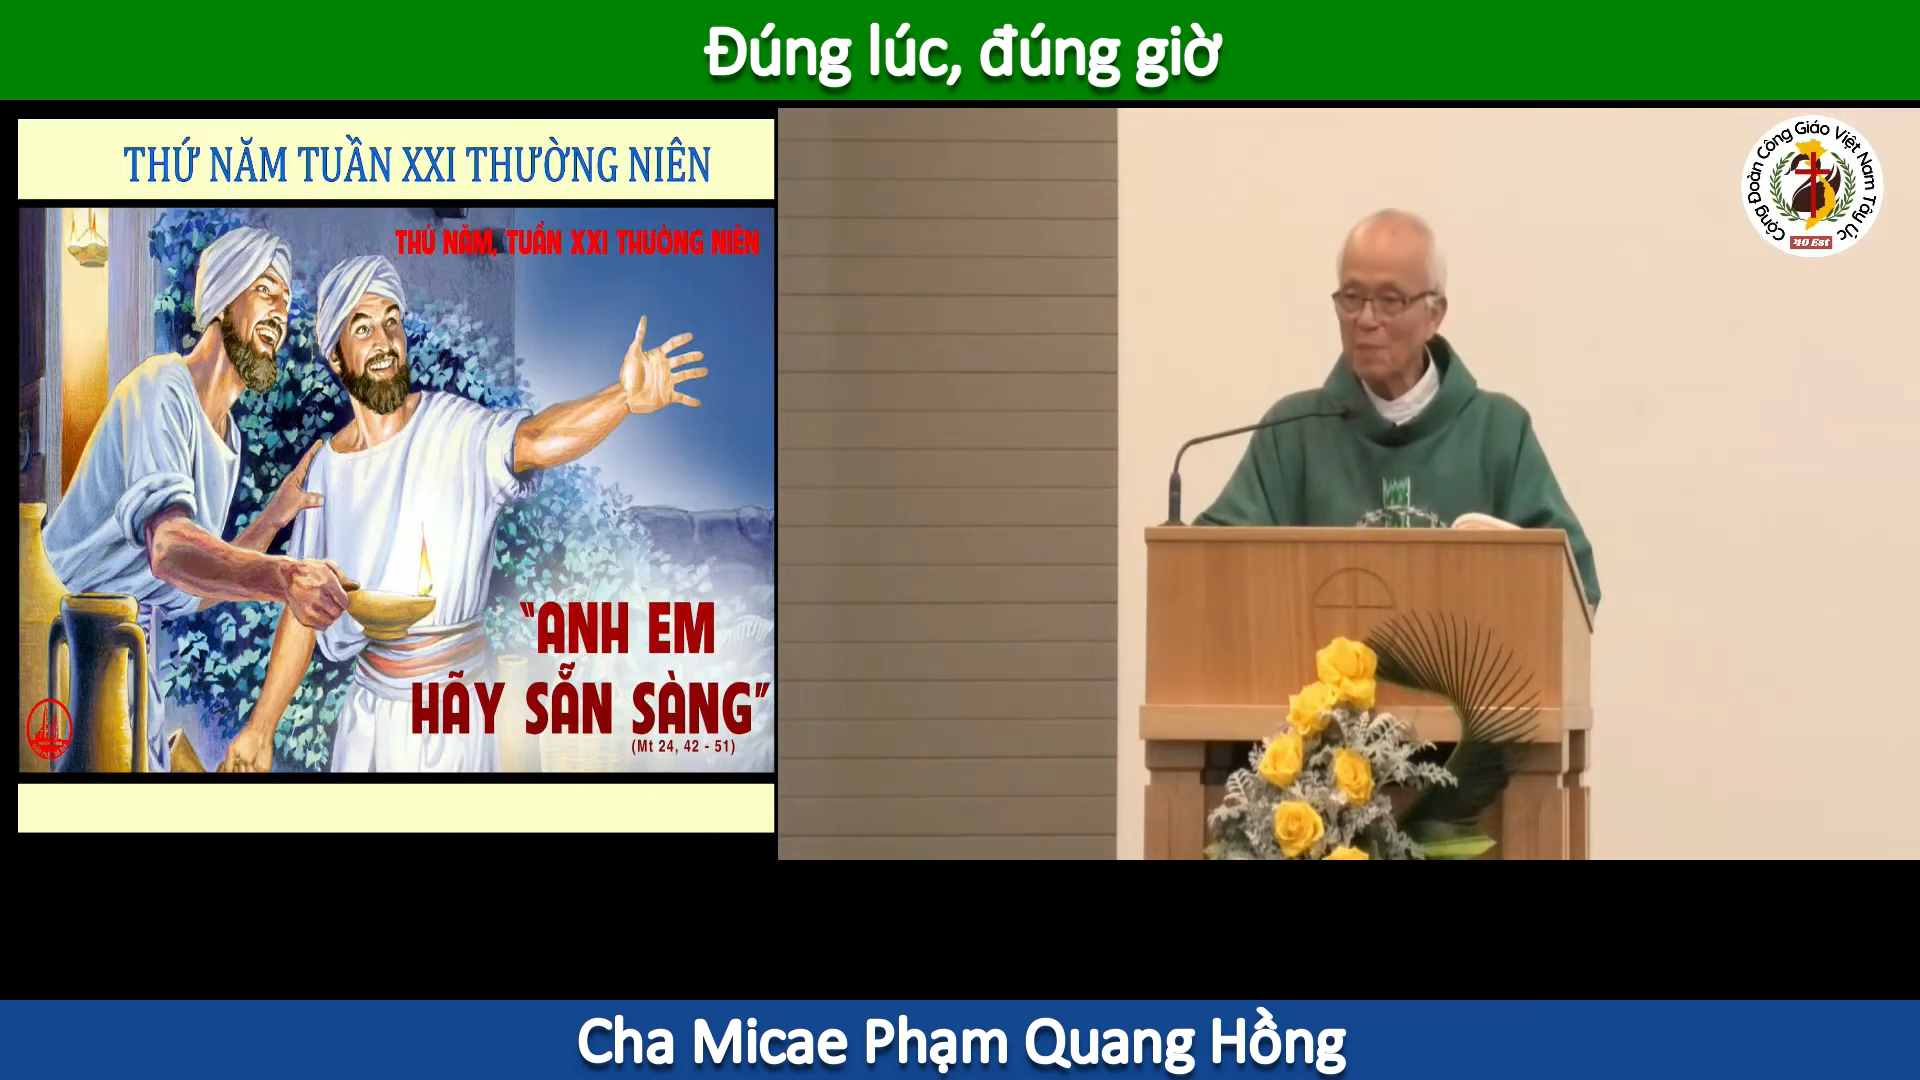 Đúng lúc, đúng giờ
THỨ NĂM TUẦN XXI THƯỜNG NIÊN
THỨ NĂM, TUẦN XXI THƯỜNG NIÊN
"ANH EM
HÃY SẴN SÀNG"
(Mt 24, 42 - 51)
Cộng Đoàn Công Giáo Việt Nam Tây Úc
40 Est
Cha Micae Phạm Quang Hồng